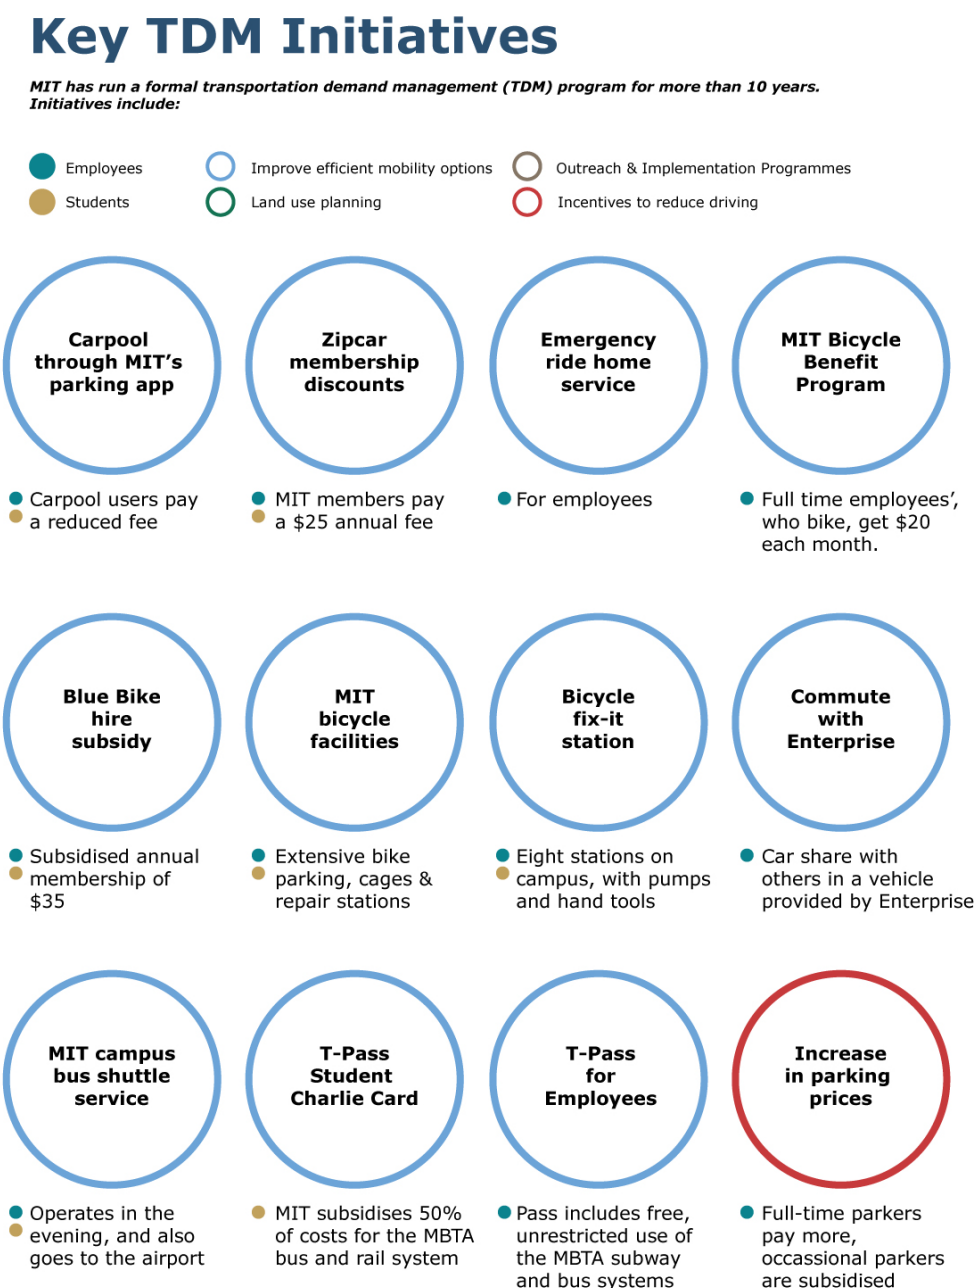 Key TDM Initiatives
MIT has run a formal transportation demand management (TDM) program for more than 10 years.
Initiatives include:
Employees
Improve efficient mobility options
Outreach & Implementation Programmes
Students
Land use planning
Incentives to reduce driving
Carpool
through MIT’s
parking app
Zipcar
membership
discounts
Emergency
ride home
service
MIT Bicycle
Benefit
Program
Carpool users pay
a reduced fee
MIT members pay
a $25 annual fee
For employees
Full time employees’,
who bike, get $20
each month.
Blue Bike
hire
subsidy
MIT
bicycle
facilities
Bicycle
fix-it
station
Commute
with
Enterprise
Subsidised annual
membership of
$35
Extensive bike
parking, cages &
repair stations
Eight stations on
campus, with pumps
and hand tools
Car share with
others in a vehicle
provided by Enterprise
MIT campus
bus shuttle
service
T-Pass
Student
Charlie Card
T-Pass
for
Employees
Increase
in parking
prices
Operates in the
evening, and also
goes to the airport
MIT subsidises 50%
of costs for the MBTA
bus and rail system
Pass includes free,
unrestricted use of
the MBTA subway
and bus systems
Full-time parkers
pay more,
occassional parkers
are subsidised